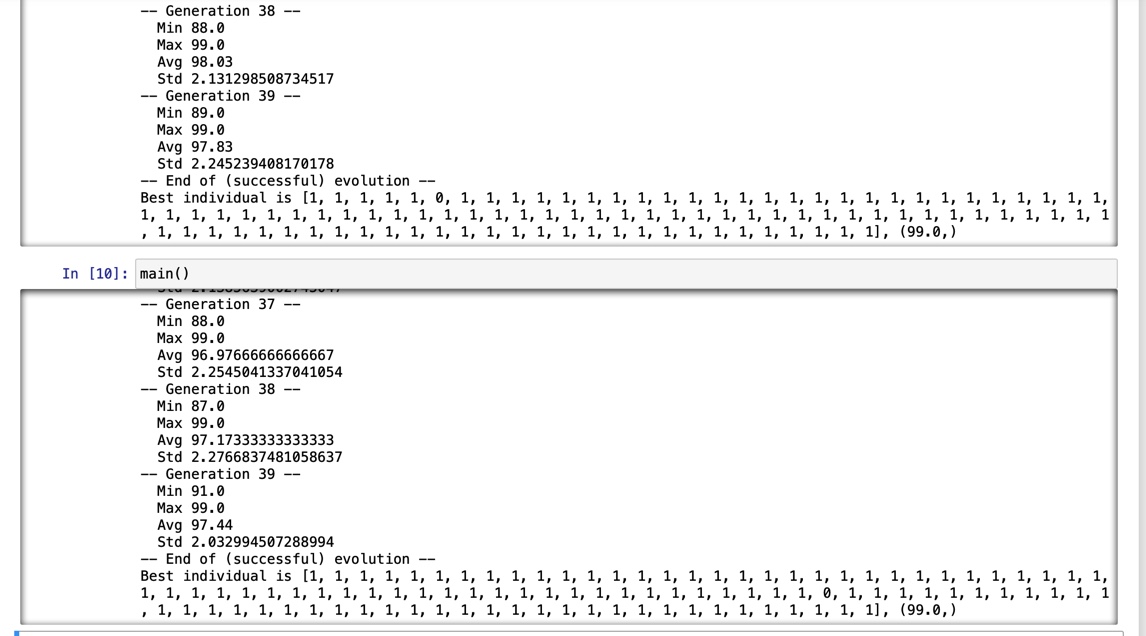 -- Generation 38 --
Min 88.0
Max 99.0
Avg 98.03
Std 2.131298508734517
-- Generation 39 --
Min 89.0
Max 99.0
Avg 97.83
Std 2.245239408170178
-- End of (successful) evolution --
Best individual is [1, 1, 1, 1, 1, 0, 1, 1, 1, 1, 1, 1, 1, 1, 1, 1, 1, 1, 1, 1, 1, 1, 1, 1, 1, 1, 1, 1, 1, 1, 1, 1,
1, 1, 1, 1, 1, 1, 1, 1, 1, 1, 1, 1, 1, 1, 1, 1, 1, 1, 1, 1, 1, 1, 1, 1, 1, 1, 1, 1, 1, 1, 1, 1, 1, 1, 1, 1, 1, 1, 1
, 1, 1, 1, 1, 1, 1, 1, 1, 1, 1, 1, 1, 1, 1, 1, 1, 1, 1, 1, 1, 1, 1, 1, 1, 1, 1, 1, 1, 1], (99.0,)
In [10]: main()
-- Generation 37 --
Min 88.0
Max 99.0
Avg 96.97666666666667
Std 2.2545041337041054
-- Generation 38 --
Min 87.0
Max 99.0
Avg 97.17333333333333
Std 2.2766837481058637
-- Generation 39 --
Min 91.0
Max 99.0
Avg 97.44
Std 2.032994507288994
-- End of (successful) evolution --
Best individual is [1, 1, 1, 1, 1, 1, 1, 1, 1, 1, 1, 1, 1, 1, 1, 1, 1, 1, 1, 1, 1, 1, 1, 1, 1, 1, 1, 1, 1, 1, 1, 1,
1, 1, 1, 1, 1, 1, 1, 1, 1, 1, 1, 1, 1, 1, 1, 1, 1, 1, 1, 1, 1, 1, 1, 1, 1, 1, 1, 0, 1, 1, 1, 1, 1, 1, 1, 1, 1, 1, 1
, 1, 1, 1, 1, 1, 1, 1, 1, 1, 1, 1, 1, 1, 1, 1, 1, 1, 1, 1, 1, 1, 1, 1, 1, 1, 1, 1, 1, 1], (99.0,)